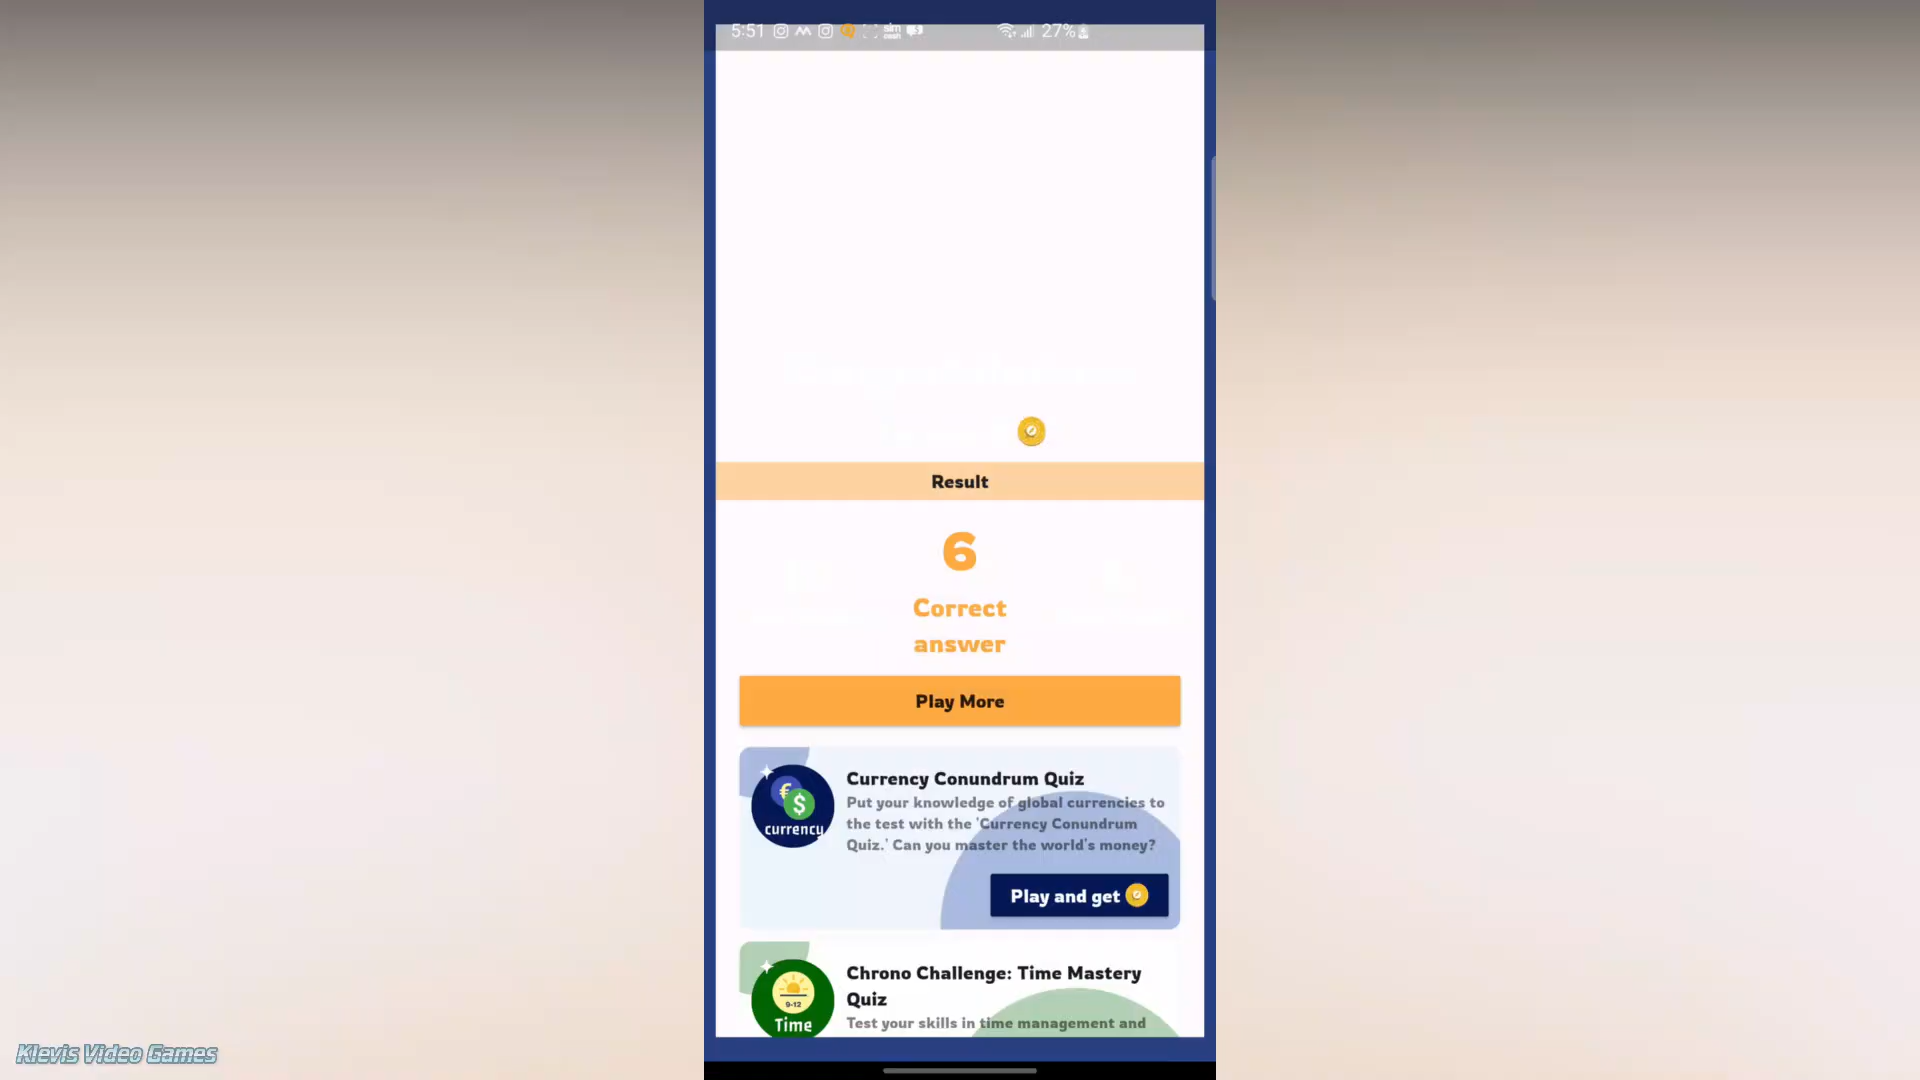 5:51
27%
Result
6
Correct
answer
Play More
currency
Currency Conundrum Quiz
Put your knowledge of global currencies to
the test with the 'Currency Conundrum
Quiz.' Can you master the world's money?
Play and get
9-12
Time
Chrono Challenge: Time Mastery
Quiz
Test your skills in time management and
Klevis Video Games